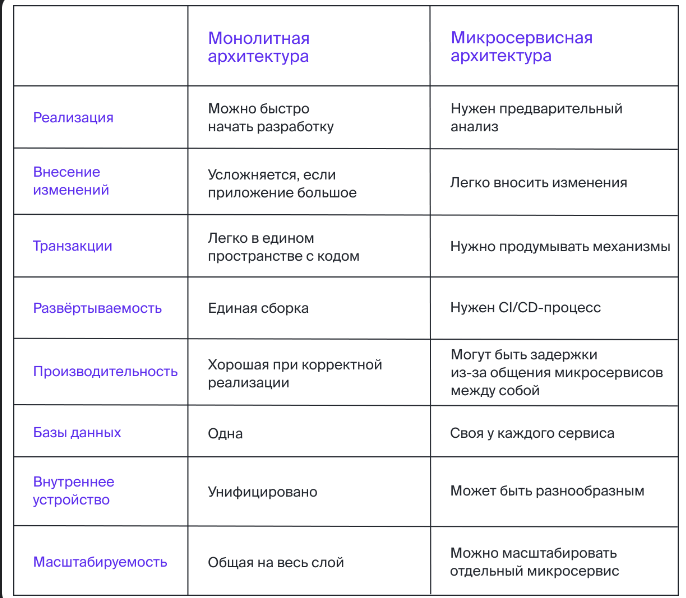 Монолитная
архитектура
Микросервисная
архитектура
Реализация
Можно быстро
начать разработку
Нужен предварительный
анализ
Внесение
изменений
Усложняется, если
приложение большое
Легко вносить изменения
Транзакции
Легко в едином
пространстве с кодом
Нужно продумывать механизмы
Развёртываемость
Единая сборка
Нужен CI/CD-процесс
Производительность
Хорошая при корректной
реализации
Могут быть задержки
из-за общения микросервисов
между собой
Базы данных
Одна
Своя у каждого сервиса
Внутреннее
устройство
Унифицировано
Может быть разнообразным
Масштабируемость
Общая на весь слой
Можно масштабировать
отдельный микросервис